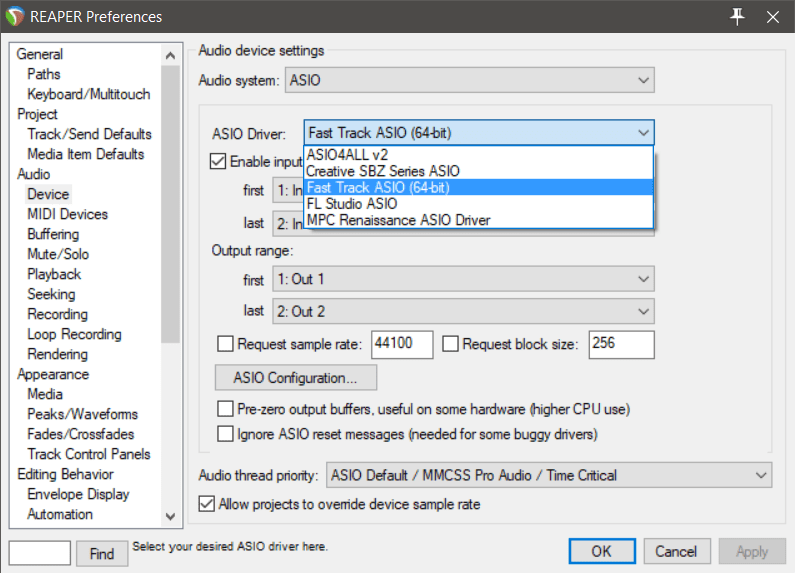 REAPER Preferences
General
Paths
Keyboard/Multitouch
Project
Track/Send Defaults
Media Item Defaults
Audio
Device
MIDI Devices
Buffering
Mute/Solo
Playback
Seeking
Recording
Loop Recording
Rendering
Appearance
Media
Peaks/Waveforms
Fades/Crossfades
Track Control Panels
Editing Behavior
Envelope Display
Automation
Find
Audio device settings
Audio system: ASIO
ASIO Driver: Fast Track ASIO (64-bit)
ASIO4ALL v2
Creative SBZ Series ASIO
Fast Track ASIO (64-bit)
FL Studio ASIO
MPC Renaissance ASIO Driver
Enable input
first 1: In
last 2: In
Output range:
first 1: Out 1
last 2: Out 2
Request sample rate: 44100 Request block size: 256
ASIO Configuration...
Pre-zero output buffers, useful on some hardware (higher CPU use)
Ignore ASIO reset messages (needed for some buggy drivers)
Audio thread priority: ASIO Default / MMCSS Pro Audio / Time Critical
Allow projects to override device sample rate
Select your desired ASIO driver here.
OK Cancel Apply